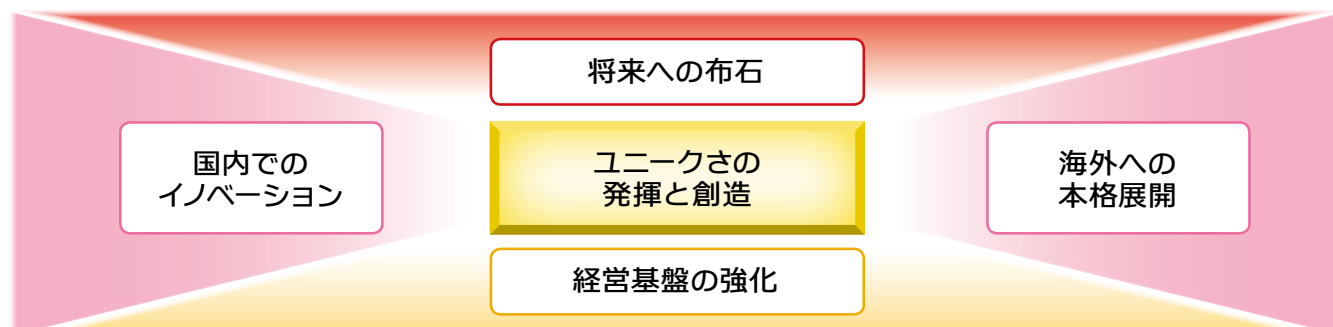 将来への布石
国内での
イノベーション
ユニークさの
発揮と創造
海外への
本格展開
経営基盤の強化